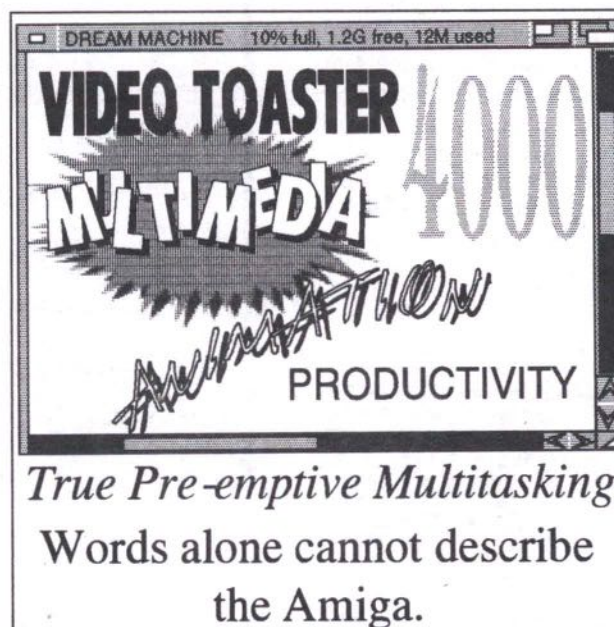 DREAM MACHINE 10% full, 1.2G free, 12M used
VIDEO TOASTER
4000
MULTIMEDIA
ANIMATION
PRODUCTIVITY
True Pre-emptive Multitasking
Words alone cannot describe
the Amiga.